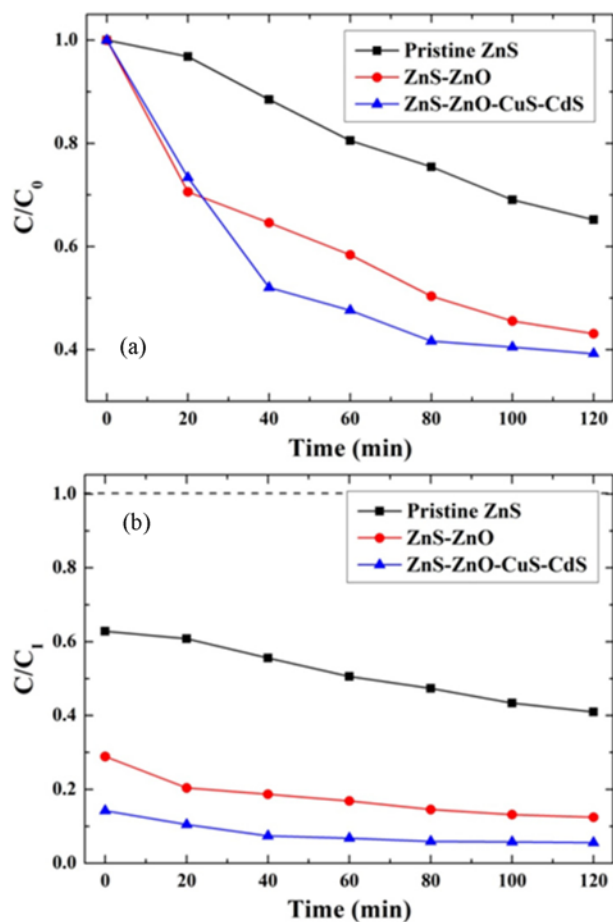 1.0
0.8
0.6
0.4
C/C0
Pristine ZnS
ZnS-ZnO
ZnS-ZnO-CuS-CdS
(a)
0 20 40 60 80 100 120
Time (min)
1.0
0.8
0.6
0.4
0.2
0.0
C/CI
(b)
Pristine ZnS
ZnS-ZnO
ZnS-ZnO-CuS-CdS
0 20 40 60 80 100 120
Time (min)